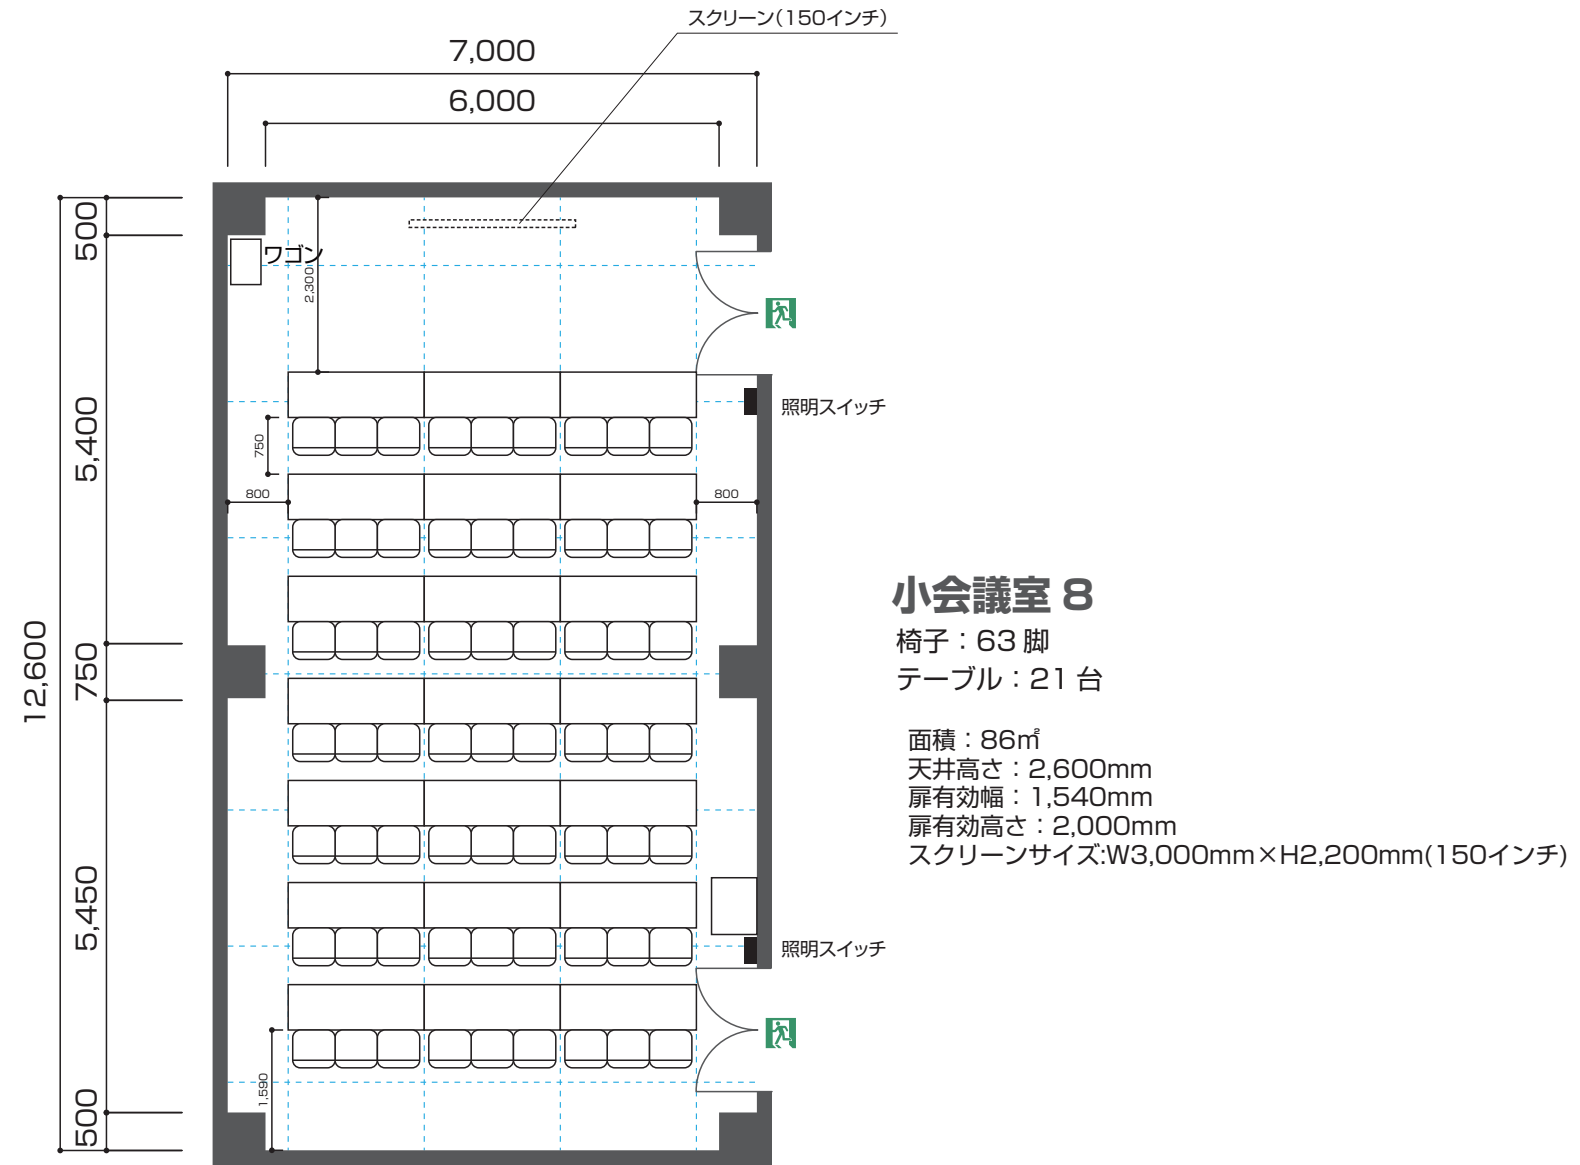 スクリーン(150インチ)
7,000
6,000
500
ワゴン
2,300
5,400
照明スイッチ
750
800
800
12,600
750
小会議室 8
椅子：63 脚
テーブル：21 台
面積：86㎡
天井高さ：2,600mm
扉有効幅：1,540mm
扉有効高さ：2,000mm
スクリーンサイズ:W3,000mm×H2,200mm(150インチ)
5,450
照明スイッチ
1,590
500